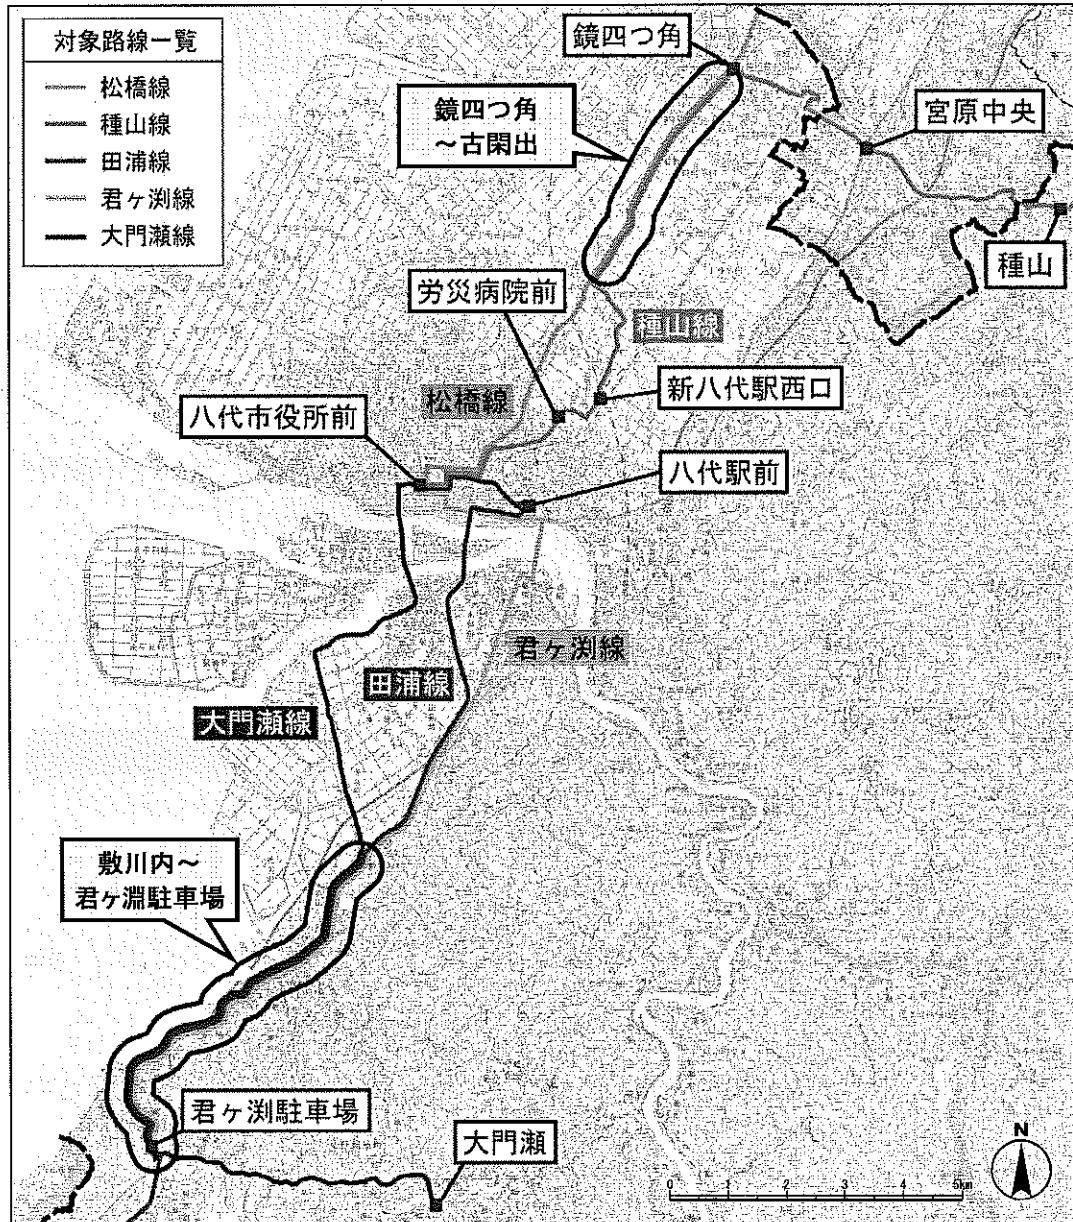 対象路線一覧
松橋線
種山線
田浦線
君ヶ渕線
大門瀬線
鏡四つ角
鏡四つ角
～古閑出
宮原中央
種山
労災病院前
種山線
新八代駅西口
松橋線
八代市役所前
八代駅前
君ヶ渕線
田浦線
大門瀬線
敷川内～
君ヶ淵駐車場
君ヶ渕駐車場
大門瀬
N
0 1 2 3 4 5km